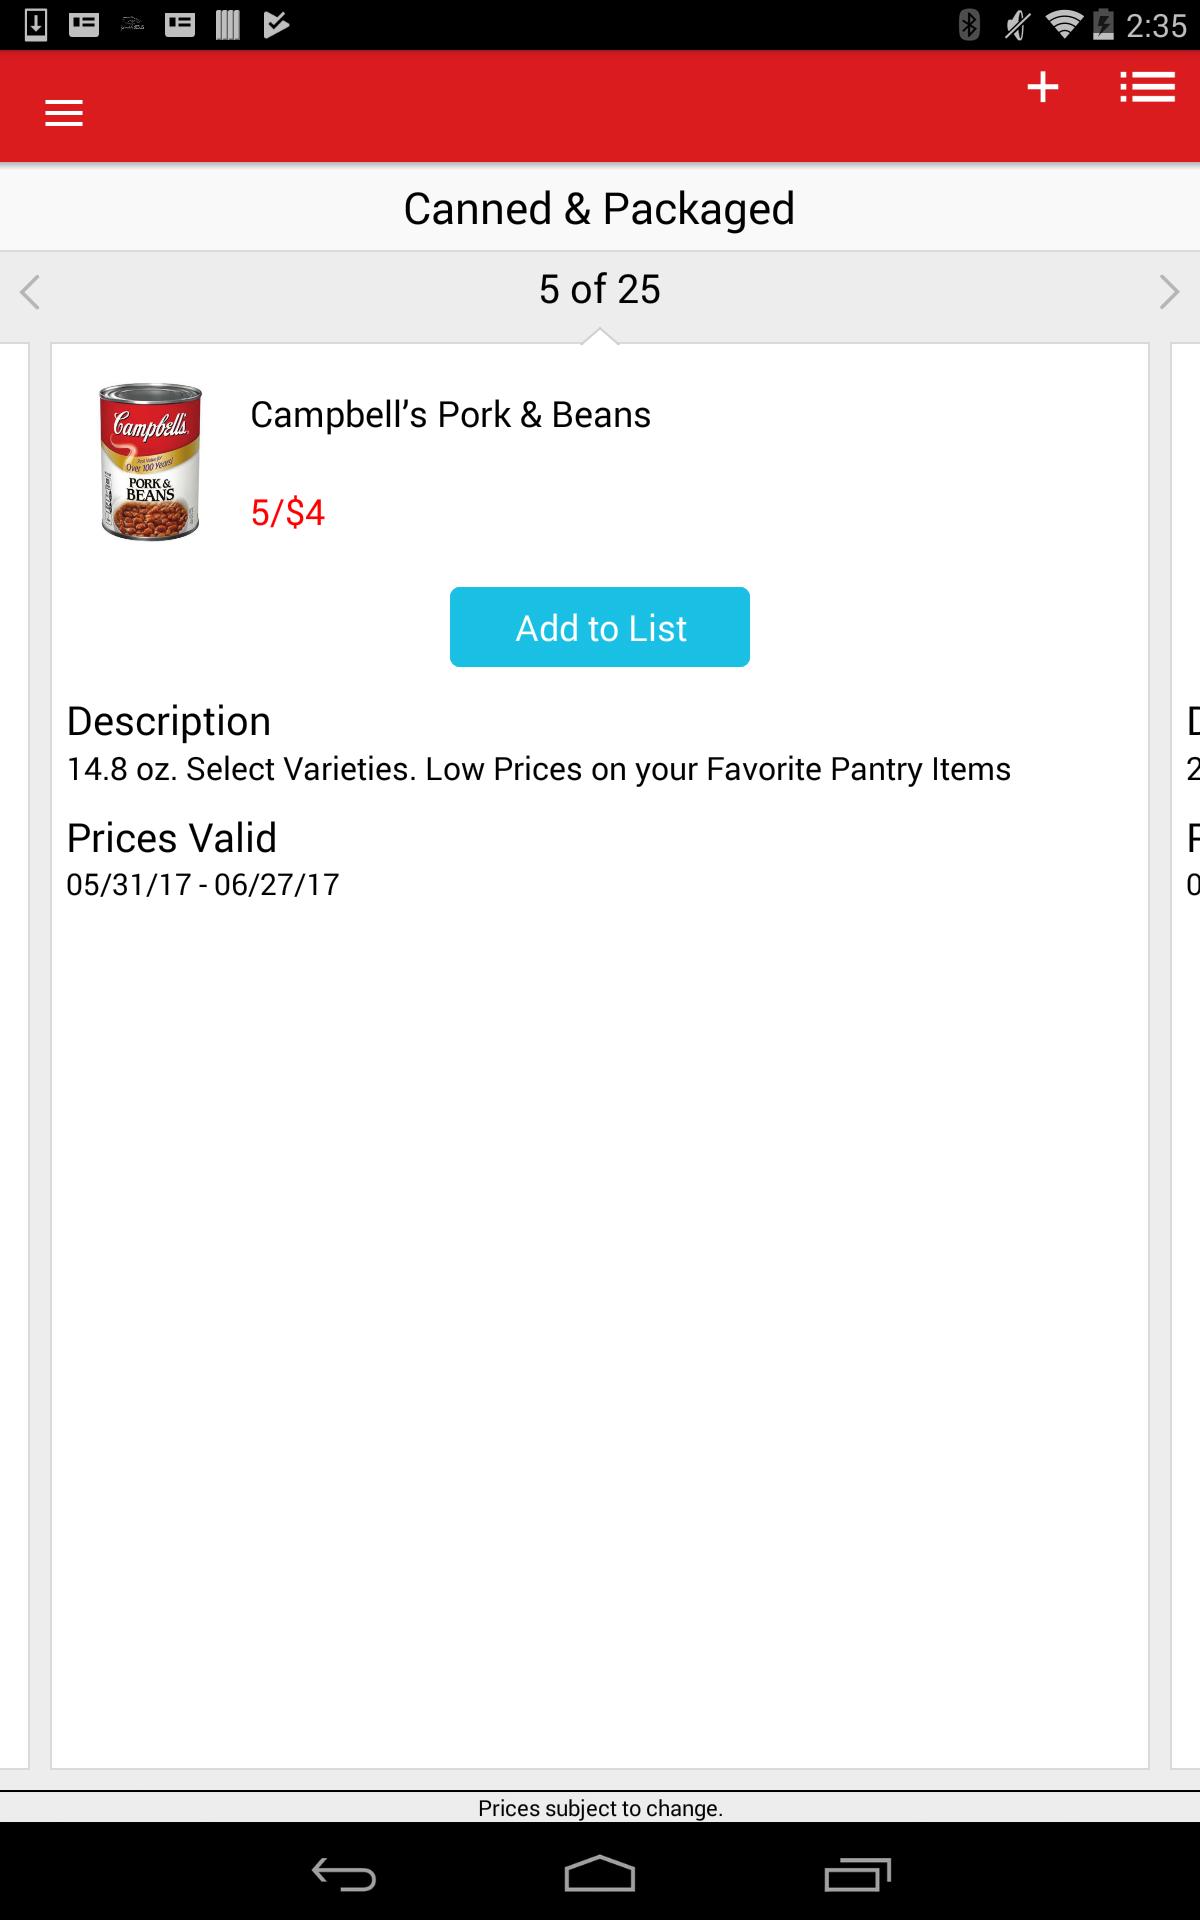 2:35
Canned & Packaged
5 of 25
Campbell’s Pork & Beans
Campbell's
Over 100 Years!
PORK &
BEANS
5/$4
Add to List
Description
14.8 oz. Select Varieties. Low Prices on your Favorite Pantry Items
Prices Valid
05/31/17 - 06/27/17
Prices subject to change.